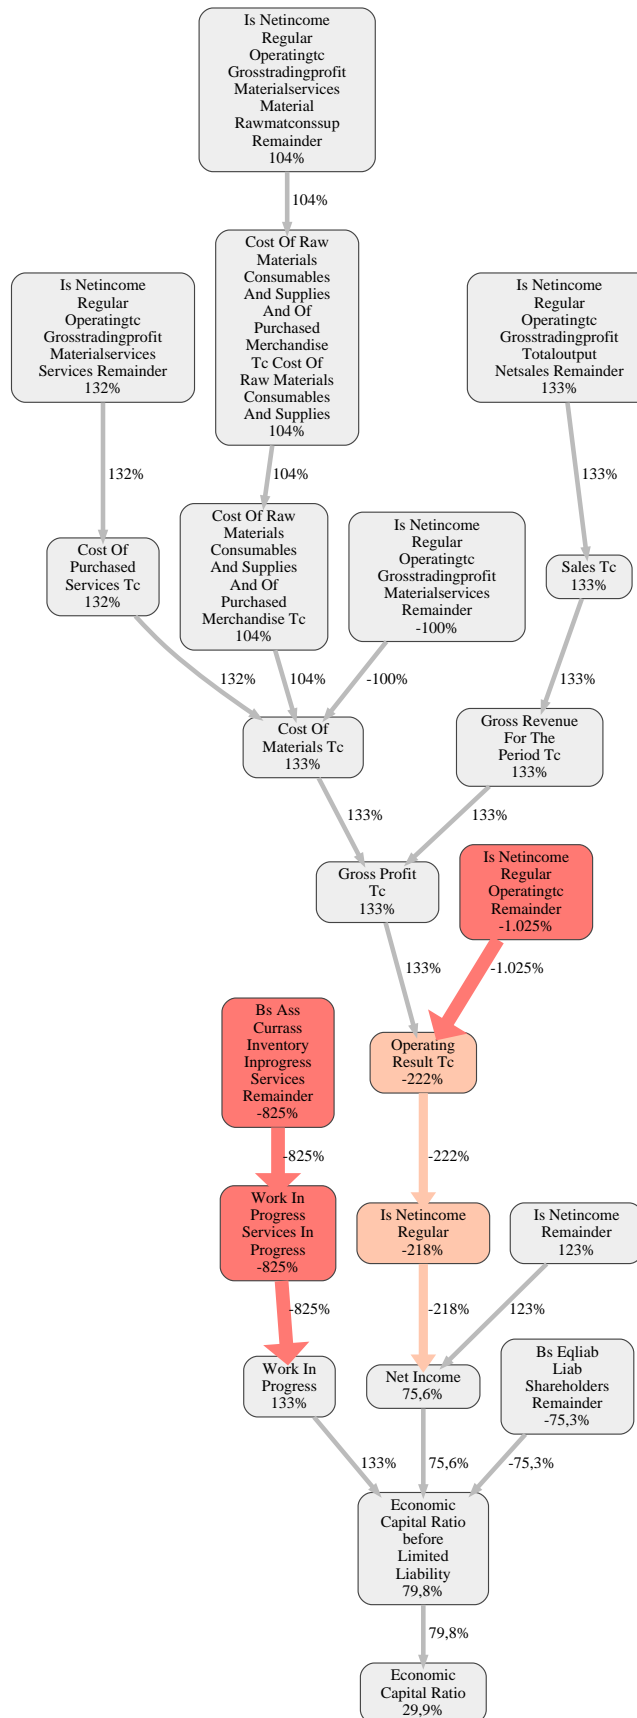 Is Netincome
Regular
Operatingtc
Grosstradingprofit
Materialservices
Material
Rawmatconssup
Remainder
104%
104%
Cost Of Raw
Materials
Consumables
And Supplies
And Of
Purchased
Merchandise
Tc Cost Of
Raw Materials
Consumables
And Supplies
104%
Is Netincome
Regular
Operatingtc
Grosstradingprofit
Materialservices
Services Remainder
132%
Is Netincome
Regular
Operatingtc
Grosstradingprofit
Totaloutput
Netsales Remainder
133%
132%
104%
133%
Cost Of
Purchased
Services Tc
132%
Cost Of Raw
Materials
Consumables
And Supplies
And Of
Purchased
Merchandise Tc
104%
Is Netincome
Regular
Operatingtc
Grosstradingprofit
Materialservices
Remainder
-100%
Sales Tc
133%
132%
104%
-100%
133%
Cost Of
Materials Tc
133%
Gross Revenue
For The
Period Tc
133%
133%
133%
Gross Profit
Tc
133%
Is Netincome
Regular
Operatingtc
Remainder
-1.025%
133%
-1.025%
Bs Ass
Currass
Inventory
Inprogress
Services
Remainder
-825%
Operating
Result Tc
-222%
-825%
-222%
Work In
Progress
Services In
Progress
-825%
Is Netincome
Regular
-218%
Is Netincome
Remainder
123%
-825%
-218%
123%
Work In
Progress
133%
Net Income
75,6%
Bs Eqliab
Liab
Shareholders
Remainder
-75,3%
133%
75,6%
-75,3%
Economic
Capital Ratio
before
Limited
Liability
79,8%
79,8%
Economic
Capital Ratio
29,9%